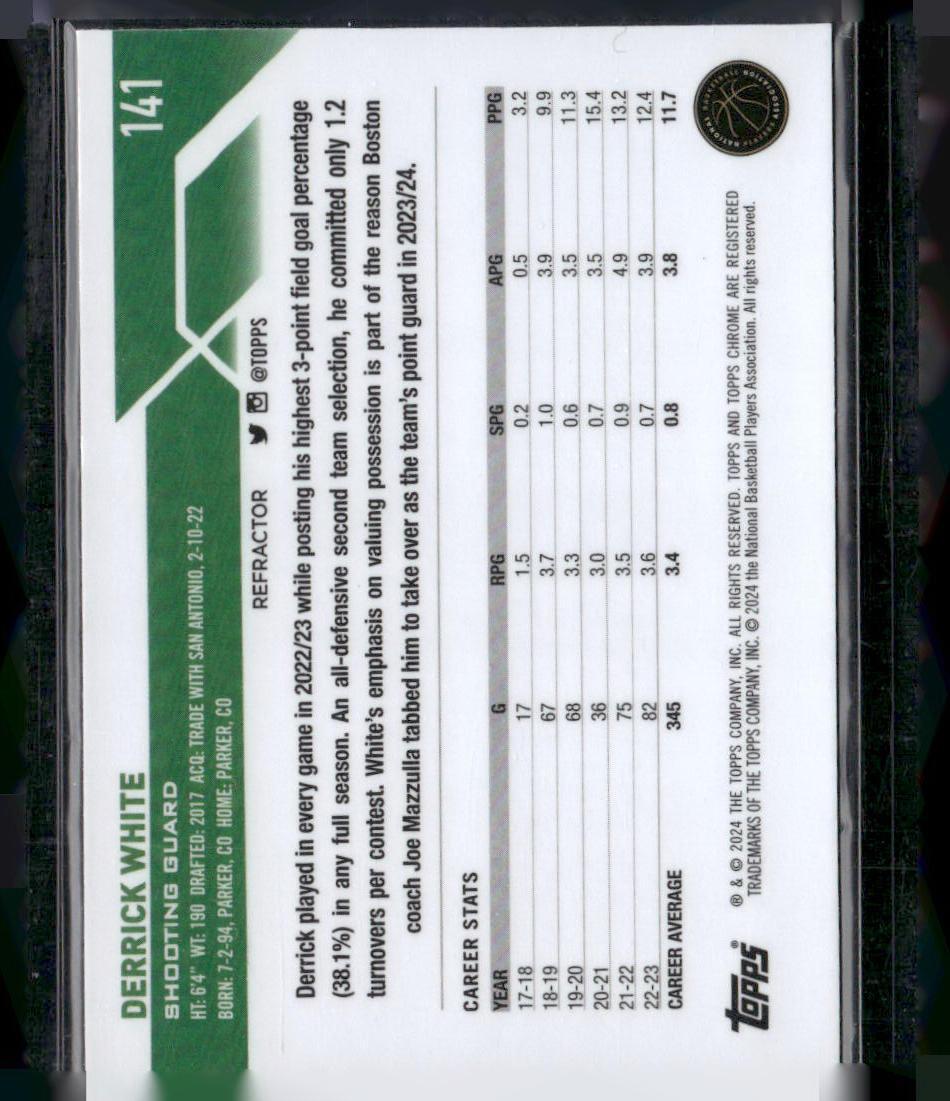 DERRICK WHITE
141
SHOOTING GUARD
HT: 6'4" WT: 190 DRAFTED: 2017 ACQ: TRADE WITH SAN ANTONIO, 2-10-22
BORN: 7-2-94, PARKER, CO HOME: PARKER, CO
REFRACTOR
@TOPPS
Derrick played in every game in 2022/23 while posting his highest 3-point field goal percentage
(38.1%) in any full season. An all-defensive second team selection, he committed only 1.2
turnovers per contest. White's emphasis on valuing possession is part of the reason Boston
coach Joe Mazzulla tabbed him to take over as the team's point guard in 2023/24.
CAREER STATS
YEAR G RPG SPG APG PPG
17-18 17 1.5 0.2 0.5 3.2
18-19 67 3.7 1.0 3.9 9.9
19-20 68 3.3 0.6 3.5 11.3
20-21 36 3.0 0.7 3.5 15.4
21-22 75 3.5 0.9 4.9 13.2
22-23 82 3.6 0.7 3.9 12.4
CAREER AVERAGE 345 3.4 0.8 3.8 11.7
TOPPS®
® & © 2024 THE TOPPS COMPANY, INC. ALL RIGHTS RESERVED. TOPPS AND TOPPS CHROME ARE REGISTERED
TRADEMARKS OF THE TOPPS COMPANY, INC. © 2024 the National Basketball Players Association. All rights reserved.
NATIONAL BASKETBALL PLAYERS ASSOCIATION